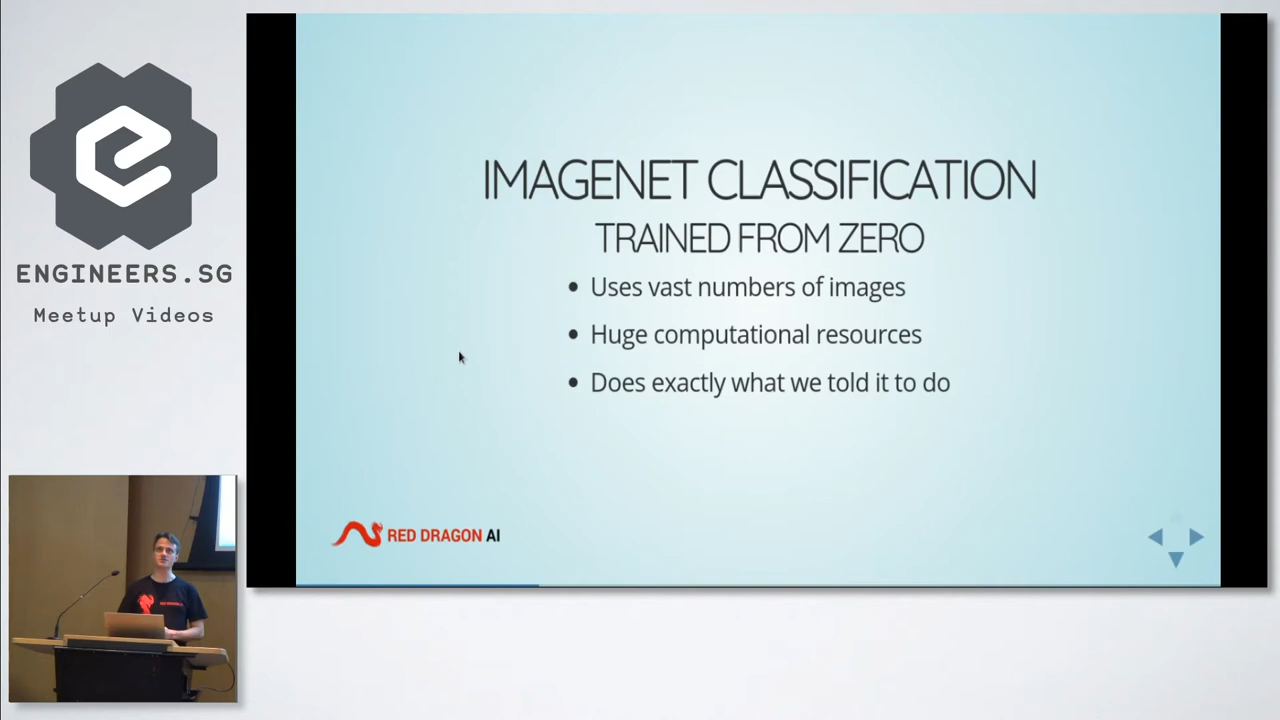 ENGINEERS.SG
Meetup Videos
IMAGENET CLASSIFICATION
TRAINED FROM ZERO
• Uses vast numbers of images
• Huge computational resources
• Does exactly what we told it to do
RED DRAGON AI